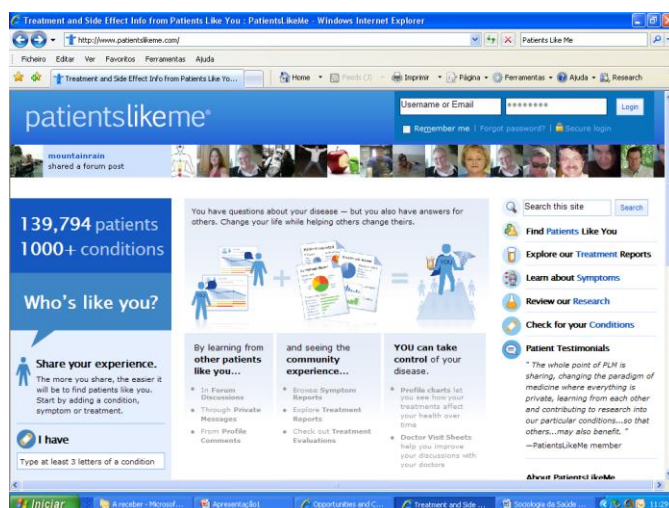 Treatment and Side Effect Info from Patients Like You : PatientsLikeMe - Windows Internet Explorer
http://www.patientslikeme.com/
Patients Like Me
Ficheiro Editar Ver Favoritos Ferramentas Ajuda
Treatment and Side Effect Info from Patients Like Yo...
Home Feeds (J) Imprimir Página Ferramentas Ajuda Research
patientslikeme®
Username or Email
Login
Remember me | Forgot password? | Secure login
mountainrain
shared a forum post
139,794 patients
1000+ conditions
Who's like you?
Share your experience.
The more you share, the easier it
will be to find patients like you.
Start by adding a condition,
symptom or treatment.
I have
Type at least 3 letters of a condition
You have questions about your disease — but you also have answers for
others. Change your life while helping others change theirs.
By learning from
other patients
like you...
In Forum
Discussions
Through Private
Messages
From Profile
Comments
and seeing the
community
experience...
Browse Symptom
Reports
Explore Treatment
Reports
Check out Treatment
Evaluations
YOU can take
control of your
disease.
Profile charts let
you see how your
treatments affect
your health over
time
Doctor Visit Sheets
help you improve
your discussions with
your doctors
Search this site
Search
Find Patients Like You
Explore our Treatment Reports
Learn about Symptoms
Review our Research
Check for your Conditions
Patient Testimonials
" The whole point of PLM is
sharing, changing the paradigm of
medicine where everything is
private, learning from each other
and contributing to research into
our particular conditions...so that
others...may also benefit. "
—PatientsLikeMe member
About PatientsLikeMe
Iniciar
A receber - Microsof...
Apresentação1
Opportunities and C...
Treatment and Side ...
Sociologia da Saúde ...